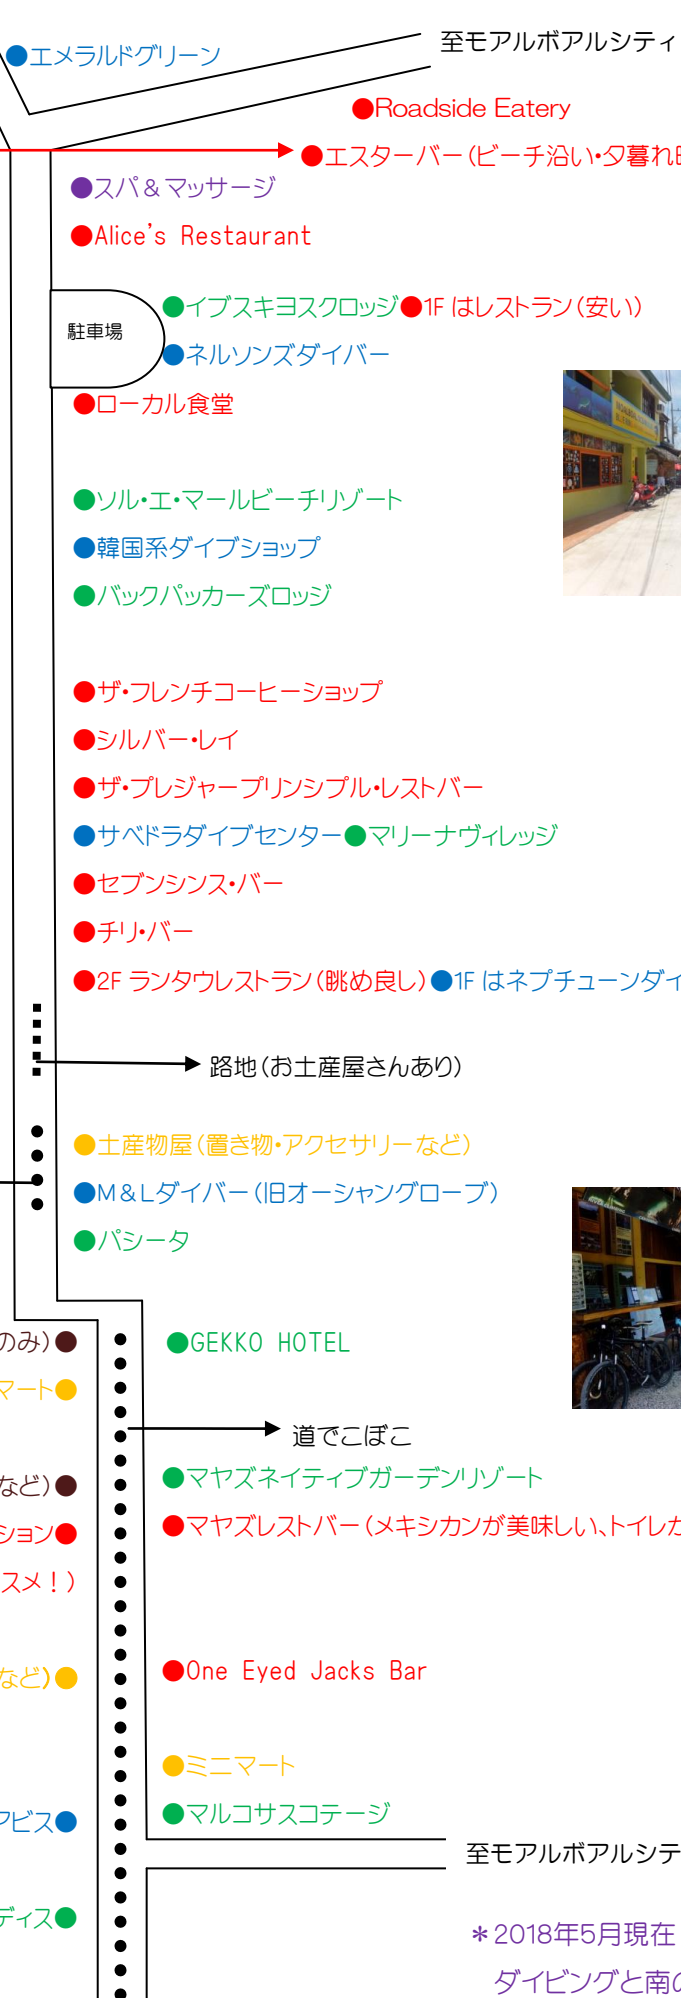 ●エメラルドグリーン
至モアルボアルシティ
●Roadside Eatery
●エスターバー（ビーチ沿い・夕暮れ
●スパ＆マッサージ
●Alice's Restaurant
●イブスキヨスクロッジ●1Fはレストラン（安い）
駐車場
●ネルソンズダイバー
●ローカル食堂
●ソル・エ・マールビーチリゾート
●韓国系ダイブショップ
●バックパッカーズロッジ
●ザ・フレンチコーヒーショップ
●シルバー・レイ
●ザ・プレジャープリンシプル・レストバー
●サベドラダイブセンター●マリーナヴィレッジ
●セブンシンス・バー
●チリ・バー
●2Fランタウレストラン（眺め良し）●1Fはネプチューンダイ
路地（お土産屋さんあり）
●土産物屋（置き物・アクセサリーなど）
●M＆Lダイバー（旧オーシャングローブ）
●パシータ
のみ）●
●GEKKO HOTEL
マート●
道でこぼこ
など）●
●マヤズネイティブガーデンリゾート
ション●
●マヤズレストバー（メキシカンが美味しい、トイレが
スメ！）
●One Eyed Jacks Bar
など）●
●ミニマート
●マルコサスコテージ
アビス●
至モアルボアルシテ
ディス●
＊2018年5月現在
ダイビングと南の